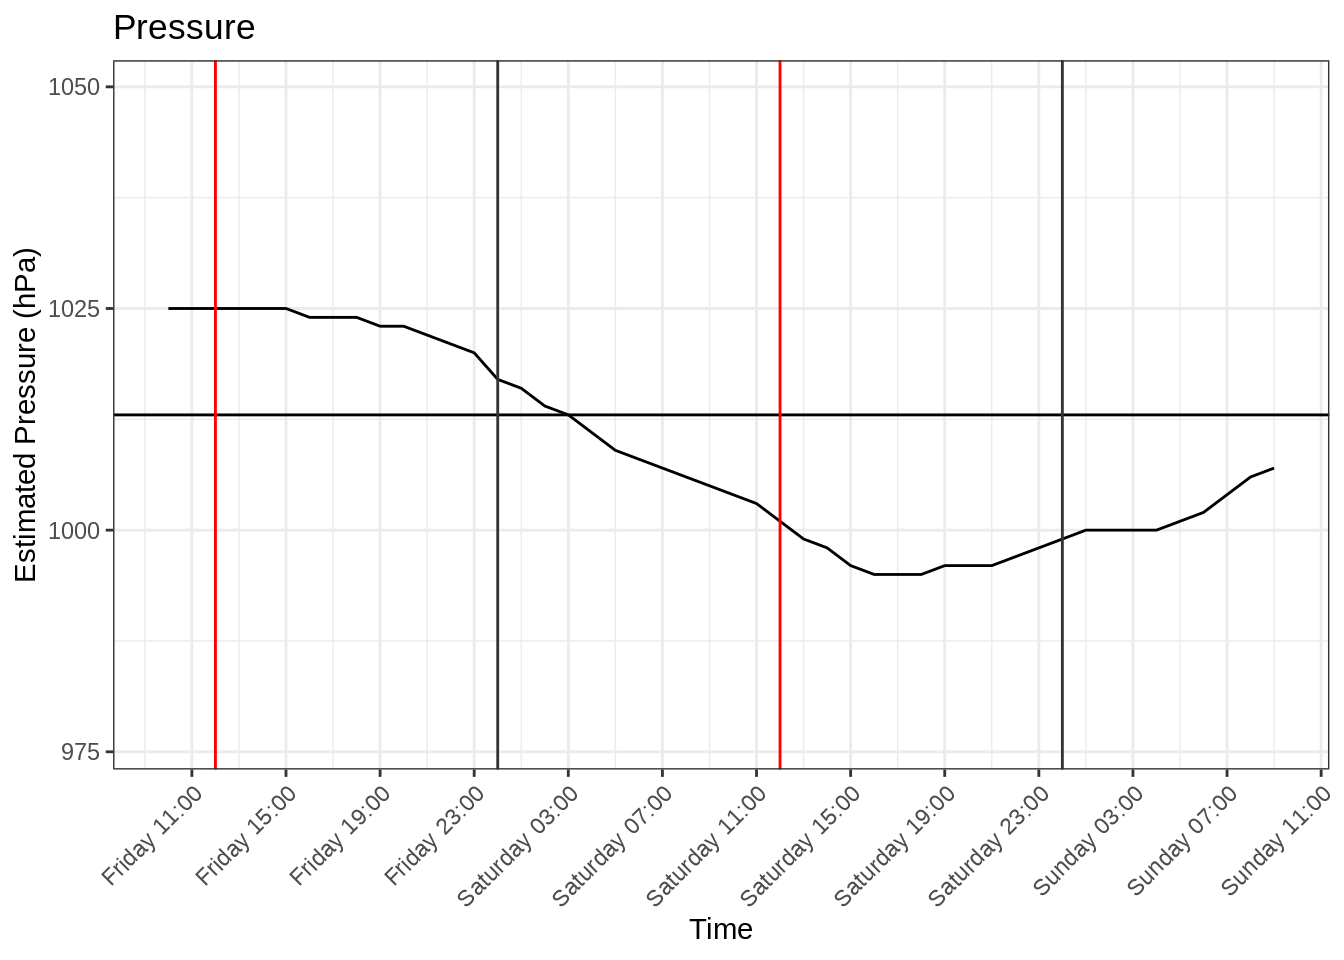 Pressure
Estimated Pressure (hPa)
1050
1025
1000
975
Friday 11:00
Friday 15:00
Friday 19:00
Friday 23:00
Saturday 03:00
Saturday 07:00
Saturday 11:00
Saturday 15:00
Saturday 19:00
Saturday 23:00
Sunday 03:00
Sunday 07:00
Sunday 11:00
Time